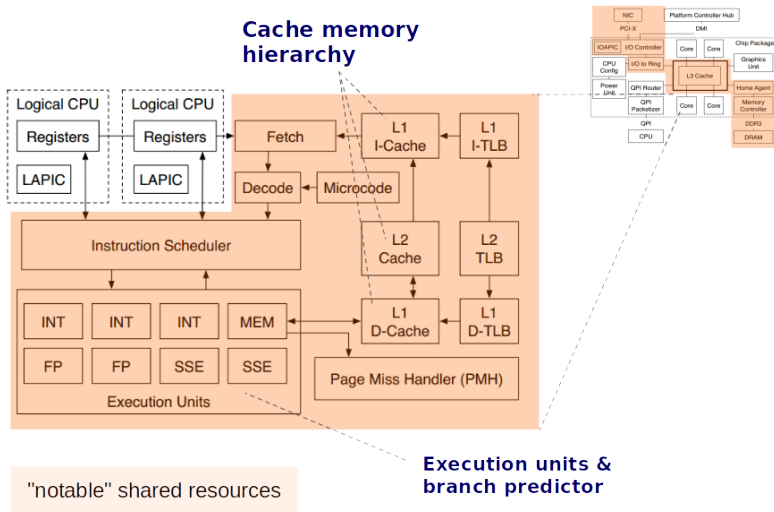 Cache memory
hierarchy
NIC
Platform Controller Hub
PCI-X
DMI
IOAPIC
I/O Controller
Core
Core
Chip Package
CPU
Config
I/O to Ring
Graphics
Unit
L3 Cache
Power
Unit
QPI Router
Home Agent
QPI
Packetizer
Core
Core
Memory
Controller
QPI
DDR3
CPU
DRAM
Logical CPU
Logical CPU
Registers
Registers
Fetch
L1
I-Cache
L1
I-TLB
LAPIC
LAPIC
Decode
Microcode
Instruction Scheduler
L2
Cache
L2
TLB
INT
INT
INT
MEM
L1
D-Cache
L1
D-TLB
FP
FP
SSE
SSE
Page Miss Handler (PMH)
Execution Units
Execution units &
branch predictor
"notable" shared resources